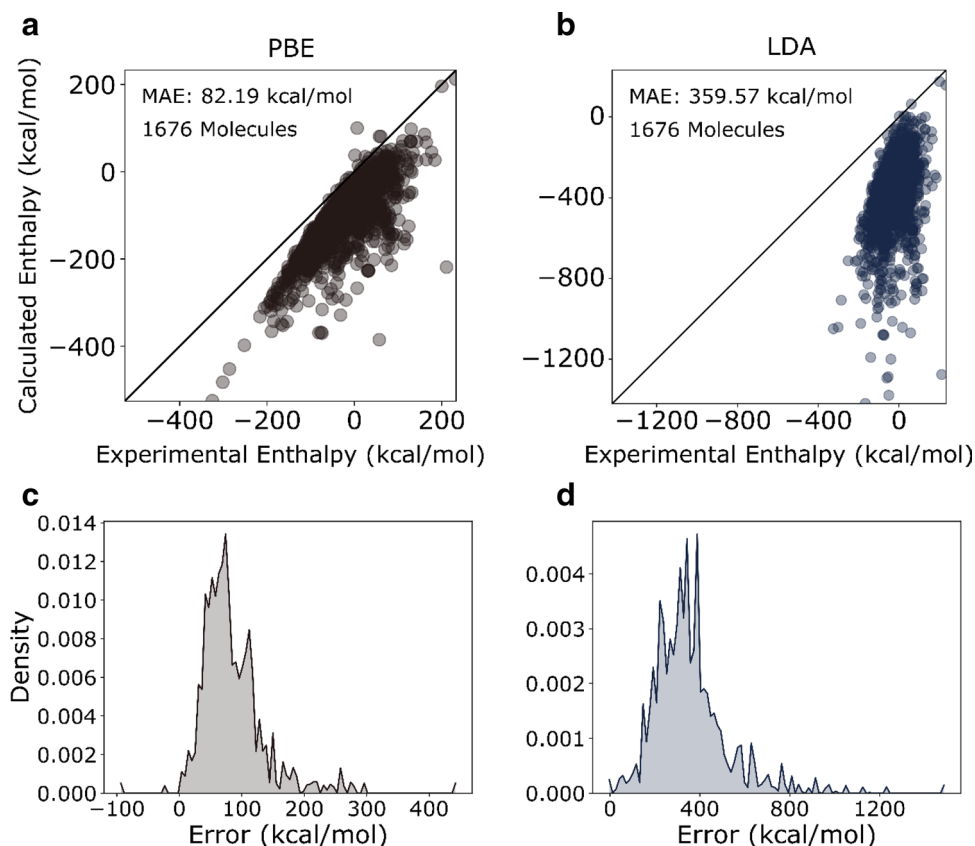 a
PBE
MAE: 82.19 kcal/mol
1676 Molecules
200
0
−200
−400
Calculated Enthalpy (kcal/mol)
−400 −200 0 200
Experimental Enthalpy (kcal/mol)
b
LDA
MAE: 359.57 kcal/mol
1676 Molecules
0
−400
−800
−1200
−1200 −800 −400 0
Experimental Enthalpy (kcal/mol)
c
0.014
0.012
0.010
0.008
0.006
0.004
0.002
0.000
Density
−100 0 100 200 300 400
Error (kcal/mol)
d
0.004
0.003
0.002
0.001
0.000
0 400 800 1200
Error (kcal/mol)